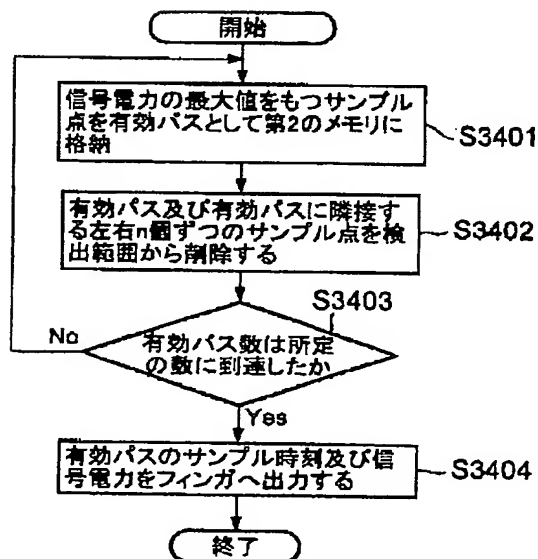 開始
信号電力の最大値をもつサンプル
点を有効パスとして第2のメモリに
格納
S3401
有効パス及び有効パスに隣接す
る左右n個ずつのサンプル点を検
出範囲から削除する
S3402
S3403
No
有効パス数は所定
の数に到達したか
Yes
有効パスのサンプル時刻及び信
号電力をフィンガへ出力する
S3404
終了